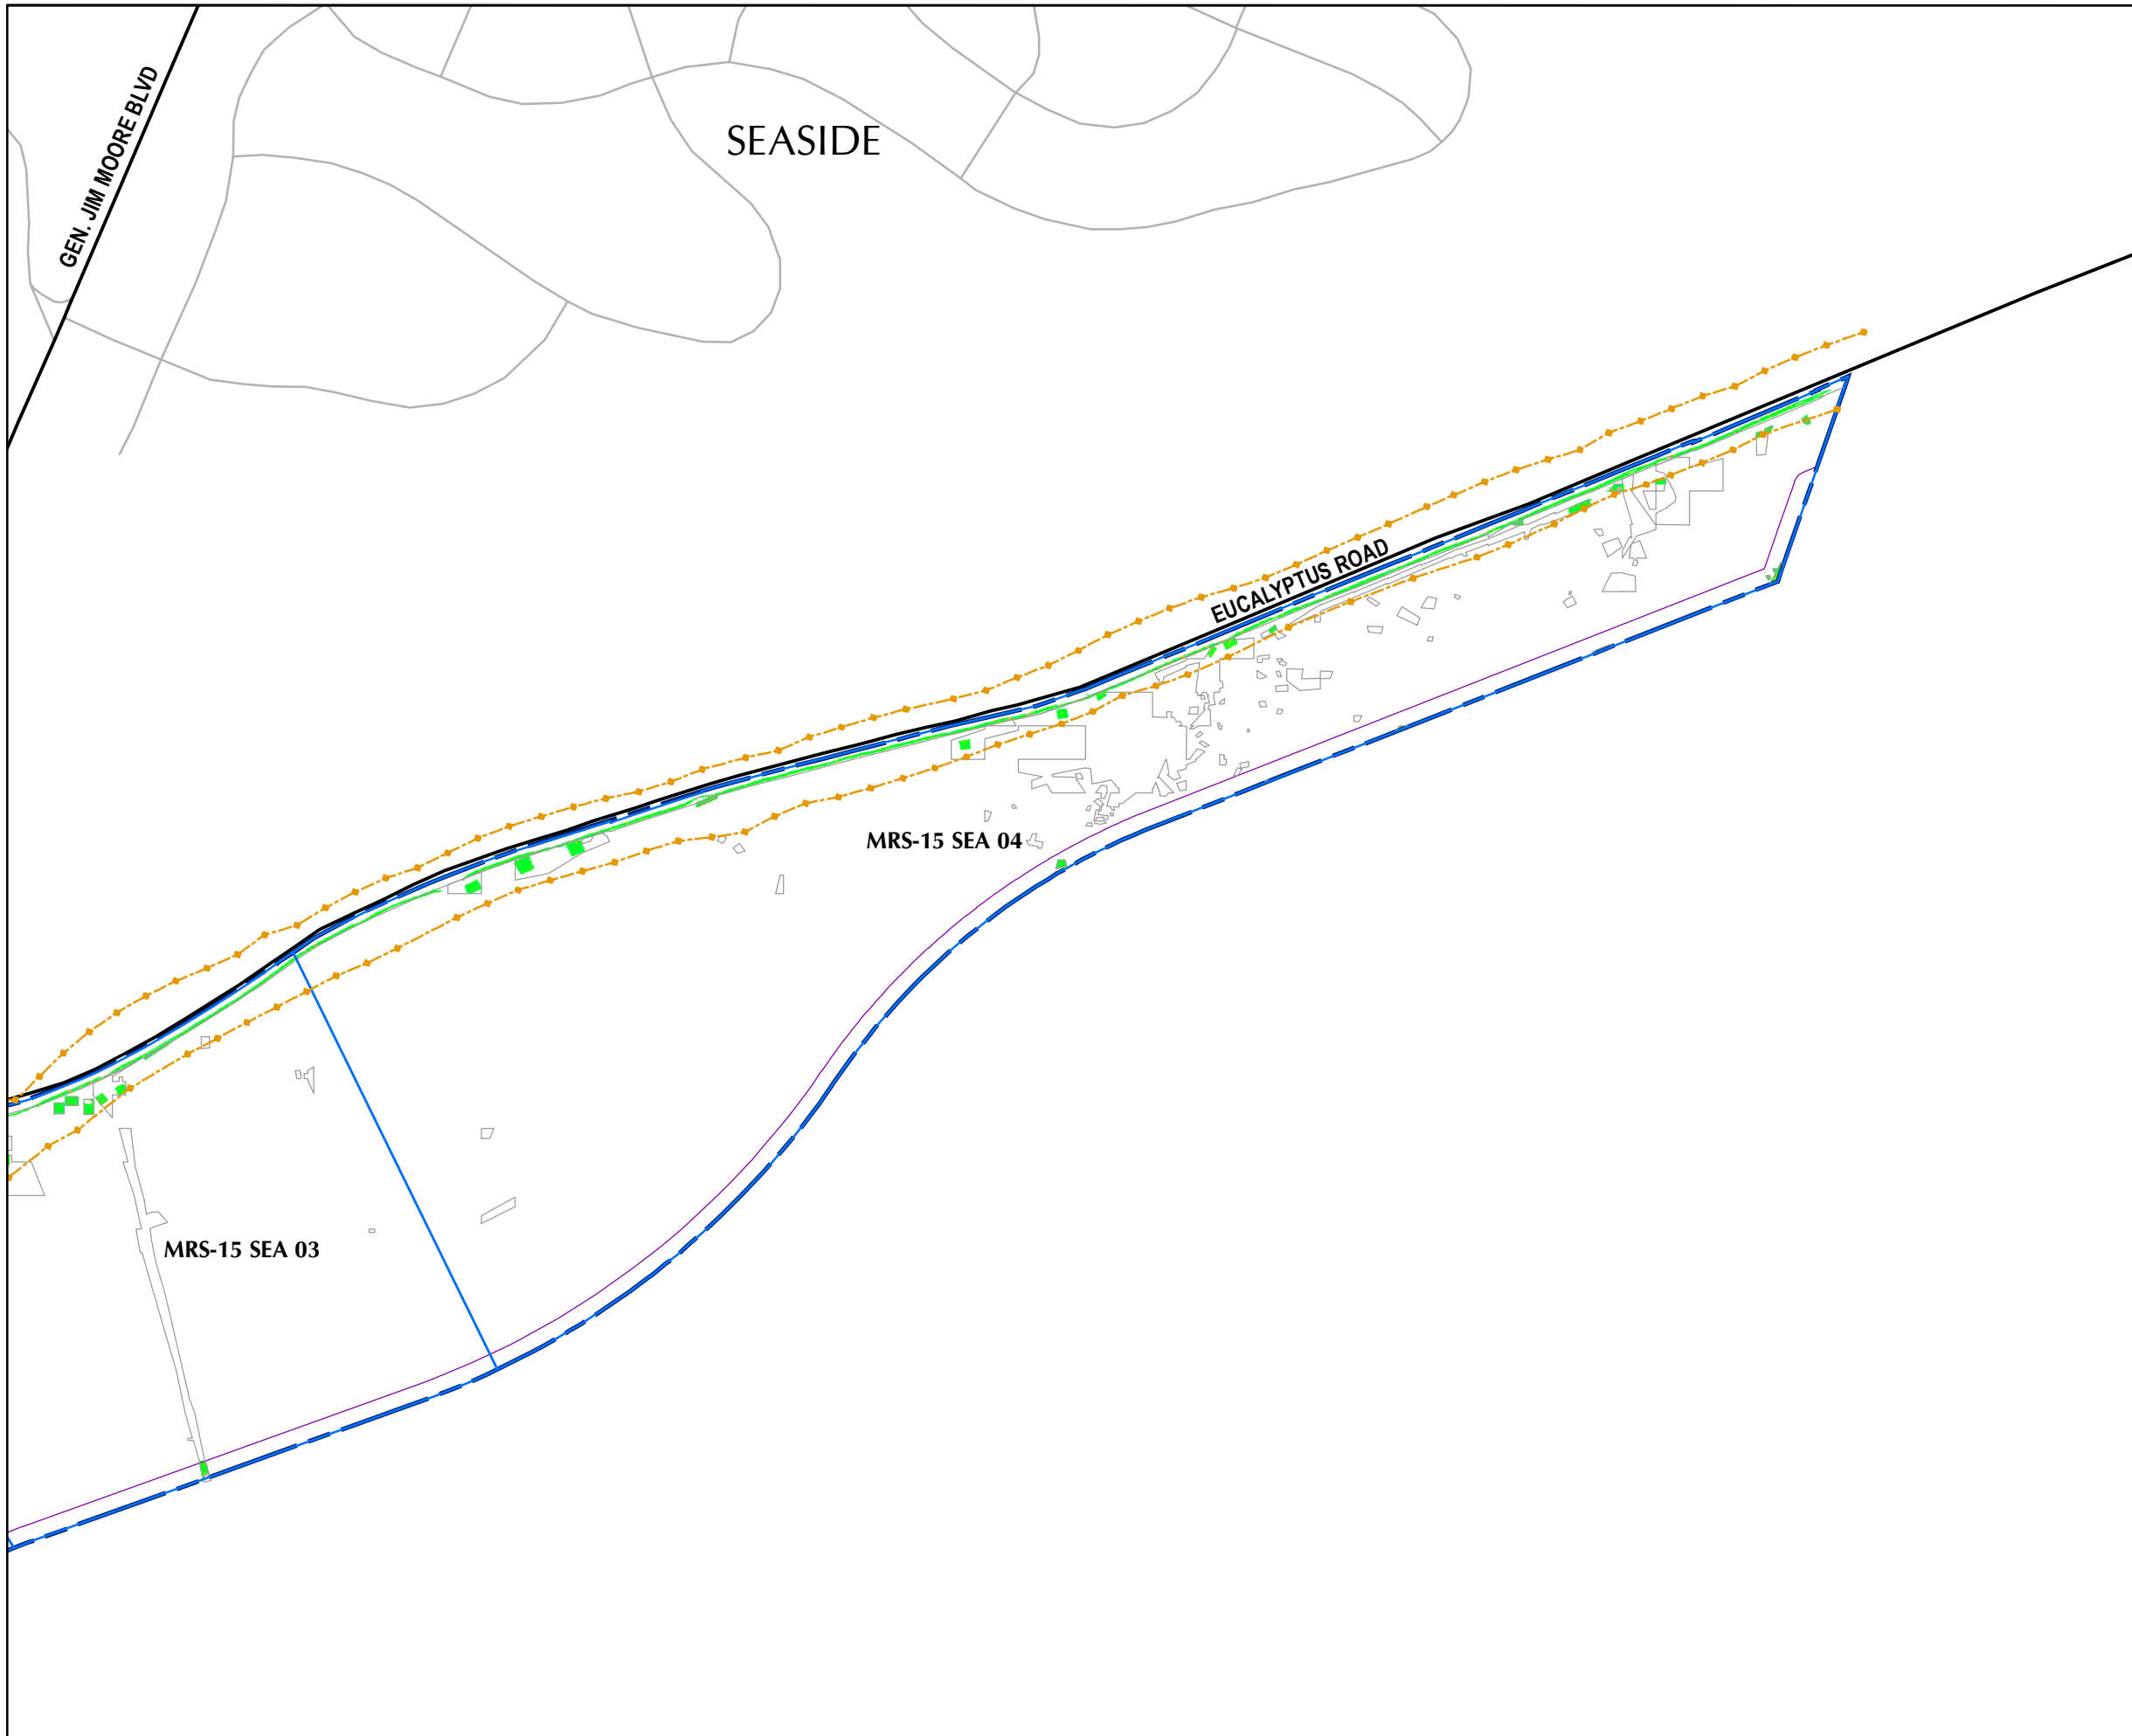 GEN. JIM MOORE BLVD
SEASIDE
EUCALYPTUS ROAD
MRS-15 SEA 04
MRS-15 SEA 03